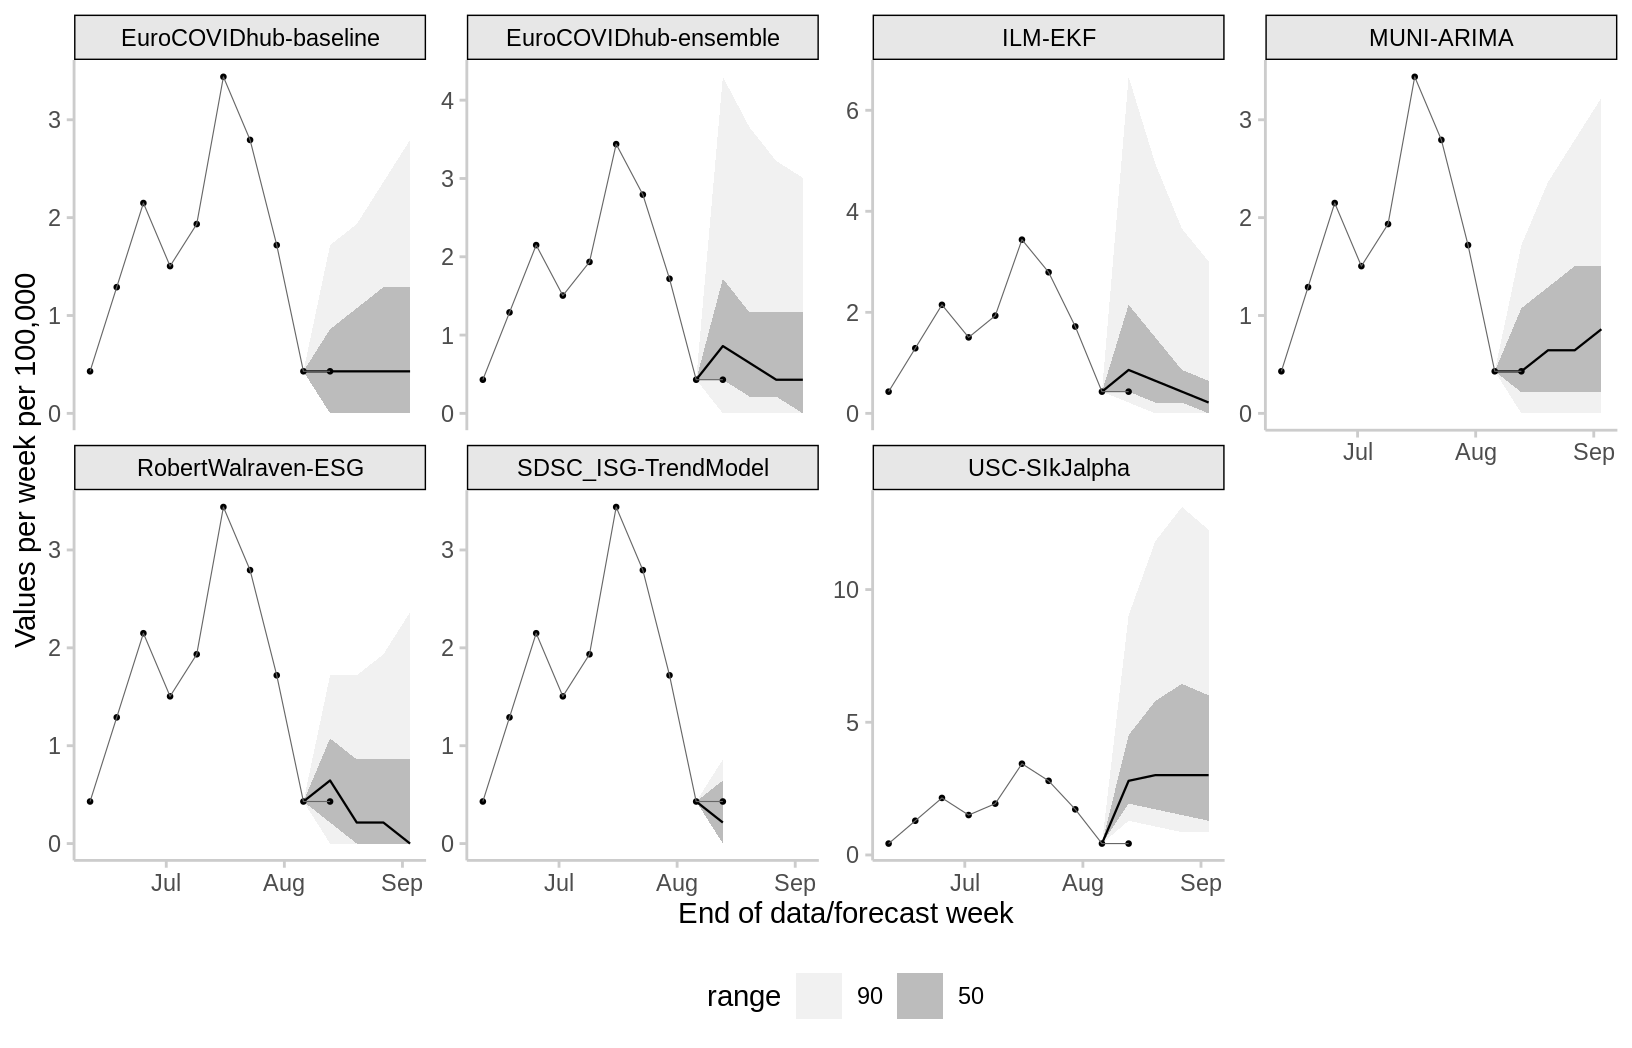 EuroCOVIDhub-baseline
EuroCOVIDhub-ensemble
ILM-EKF
MUNI-ARIMA
3
2
1
0
4
3
2
1
0
6
4
2
0
3
2
1
0
Jul
Aug
Sep
Values per week per 100,000
RobertWalraven-ESG
SDSC_ISG-TrendModel
USC-SIkJalpha
3
2
1
0
3
2
1
0
10
5
0
Jul
Aug
Sep
Jul
Aug
Sep
Jul
Aug
Sep
End of data/forecast week
range 90 50